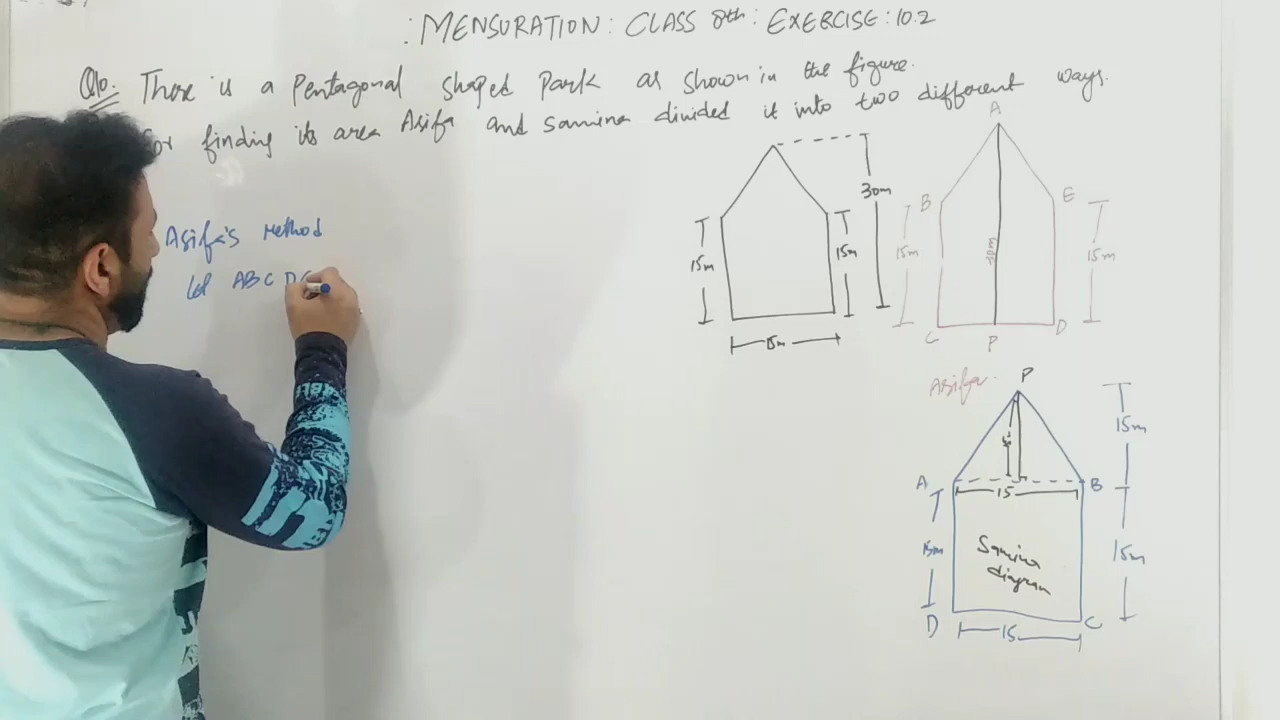 : MENSURATION: CLASS 8th: EXERCISE: 10.2
Q10. There is a Pentagonal shaped Park as shown in the figure.
For finding its area Asifa and Samina divided it into two different ways.
30m
15m
15m
15m
A
B
E
30m
15m
15m
C
P
D
Asifa
P
15m
A
15
B
15m
Samina
diagram
15m
D
15
C
Asifa's Method
let ABCD